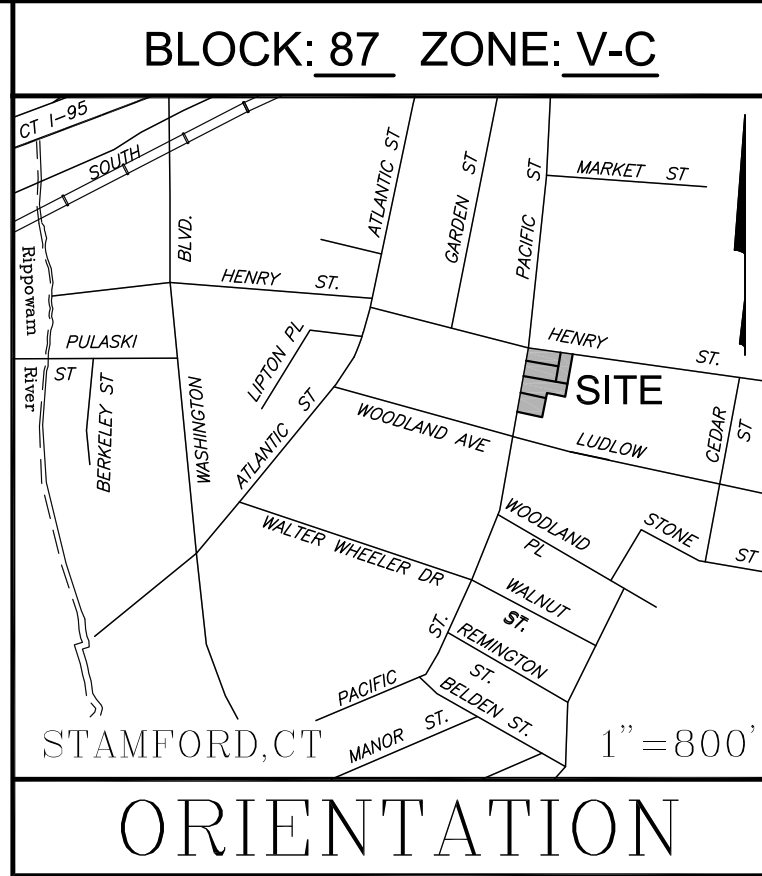 BLOCK: 87 ZONE: V-C
CT I-95
SOUTH
BLVD.
ATLANTIC ST
GARDEN ST
PACIFIC ST
MARKET ST
Rippowam
River
HENRY ST.
PULASKI
ST
BERKELEY ST
WASHINGTON
LIPTON PL
ATLANTIC ST
HENRY ST.
SITE
WOODLAND AVE
LUDLOW
CEDAR
ST
WALTER WHEELER DR
WOODLAND
PL
STONE
ST
WALNUT
ST.
REMINGTON
ST.
BELDEN ST.
PACIFIC
ST.
MANOR ST.
STAMFORD,CT
1"=800'
ORIENTATION